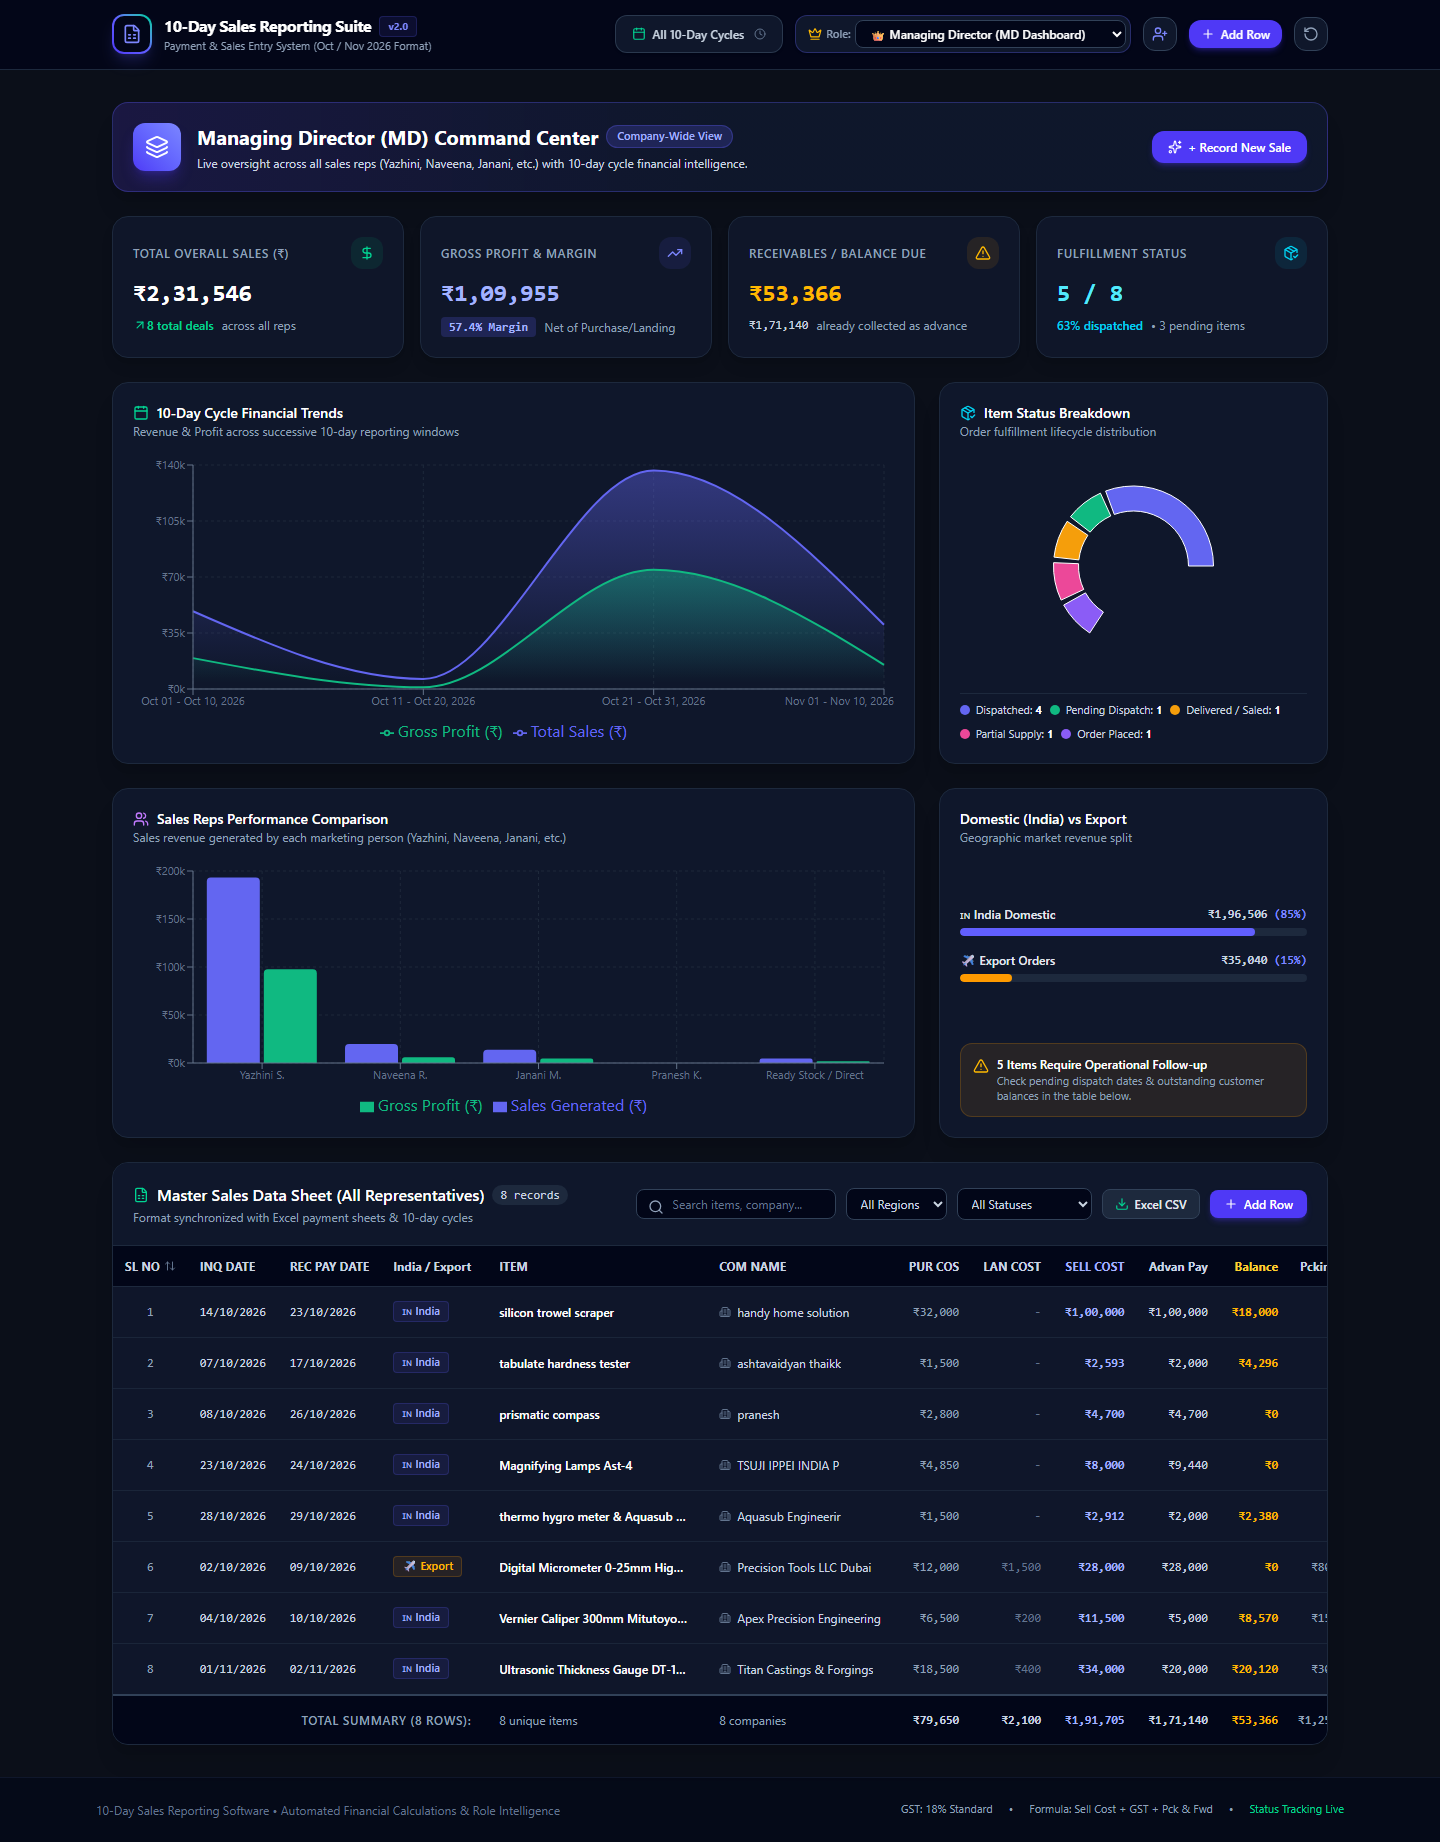 10-Day Sales Reporting Suite v2.0
Payment & Sales Entry System (Oct / Nov 2026 Format)
All 10-Day Cycles
Role: Managing Director (MD Dashboard)
Add Row
Managing Director (MD) Command Center Company-Wide View
Live oversight across all sales reps (Yazhini, Naveena, Janani, etc.) with 10-day cycle financial intelligence.
+ Record New Sale
TOTAL OVERALL SALES (₹)
₹2,31,546
8 total deals across all reps
GROSS PROFIT & MARGIN
₹1,09,955
57.4% Margin Net of Purchase/Landing
RECEIVABLES / BALANCE DUE
₹53,366
₹1,71,140 already collected as advance
FULFILLMENT STATUS
5 / 8
63% dispatched • 3 pending items
10-Day Cycle Financial Trends
Revenue & Profit across successive 10-day reporting windows
₹140k
₹105k
₹70k
₹35k
₹0k
Oct 01 - Oct 10, 2026 Oct 11 - Oct 20, 2026 Oct 21 - Oct 31, 2026 Nov 01 - Nov 10, 2026
Gross Profit (₹) Total Sales (₹)
Item Status Breakdown
Order fulfillment lifecycle distribution
Dispatched: 4 Pending Dispatch: 1 Delivered / Saled: 1
Partial Supply: 1 Order Placed: 1
Sales Reps Performance Comparison
Sales revenue generated by each marketing person (Yazhini, Naveena, Janani, etc.)
₹200k
₹150k
₹100k
₹50k
₹0k
Yazhini S. Naveena R. Janani M. Pranesh K. Ready Stock / Direct
Gross Profit (₹) Sales Generated (₹)
Domestic (India) vs Export
Geographic market revenue split
IN India Domestic ₹1,96,506 (85%)
Export Orders ₹35,040 (15%)
5 Items Require Operational Follow-up
Check pending dispatch dates & outstanding customer
balances in the table below.
Master Sales Data Sheet (All Representatives) 8 records
Format synchronized with Excel payment sheets & 10-day cycles
Search items, company... All Regions All Statuses Excel CSV Add Row
SL NO INQ DATE REC PAY DATE India / Export ITEM COM NAME PUR COS LAN COST SELL COST Advan Pay Balance Pckin
1 14/10/2026 23/10/2026 IN India silicon trowel scraper handy home solution ₹32,000 - ₹1,00,000 ₹1,00,000 ₹18,000
2 07/10/2026 17/10/2026 IN India tabulate hardness tester ashtavaidyan thaikk ₹1,500 - ₹2,593 ₹2,000 ₹4,296
3 08/10/2026 26/10/2026 IN India prismatic compass pranesh ₹2,800 - ₹4,700 ₹4,700 ₹0
4 23/10/2026 24/10/2026 IN India Magnifying Lamps Ast-4 TSUJI IPPEI INDIA P ₹4,850 - ₹8,000 ₹9,440 ₹0
5 28/10/2026 29/10/2026 IN India thermo hygro meter & Aquasub ... Aquasub Engineerir ₹1,500 - ₹2,912 ₹2,000 ₹2,380
6 02/10/2026 09/10/2026 Export Digital Micrometer 0-25mm Hig... Precision Tools LLC Dubai ₹12,000 ₹1,500 ₹28,000 ₹28,000 ₹0
7 04/10/2026 10/10/2026 IN India Vernier Caliper 300mm Mitutoyo... Apex Precision Engineering ₹6,500 ₹200 ₹11,500 ₹5,000 ₹8,570
8 01/11/2026 02/11/2026 IN India Ultrasonic Thickness Gauge DT-1... Titan Castings & Forgings ₹18,500 ₹400 ₹34,000 ₹20,000 ₹20,120
TOTAL SUMMARY (8 ROWS): 8 unique items 8 companies ₹79,650 ₹2,100 ₹1,91,705 ₹1,71,140 ₹53,366
10-Day Sales Reporting Software • Automated Financial Calculations & Role Intelligence
GST: 18% Standard • Formula: Sell Cost + GST + Pck & Fwd • Status Tracking Live